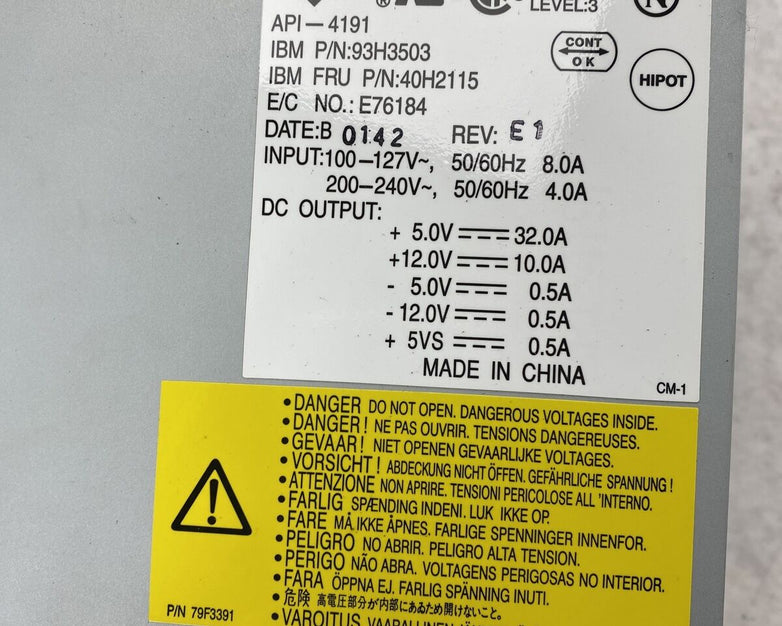 LEVEL:3
N
API-4191
IBM P/N:93H3503
IBM FRU P/N:40H2115
E/C NO.: E76184
CONT
OK
HIPOT
DATE:B 0142 REV: E1
INPUT:100-127V~, 50/60Hz 8.0A
200-240V~, 50/60Hz 4.0A
DC OUTPUT:
+ 5.0V 32.0A
+12.0V 10.0A
- 5.0V 0.5A
- 12.0V 0.5A
+ 5VS 0.5A
MADE IN CHINA
CM-1
•DANGER DO NOT OPEN. DANGEROUS VOLTAGES INSIDE.
•DANGER! NE PAS OUVRIR. TENSIONS DANGEREUSES.
•GEVAAR! NIET OPENEN GEVAARLIJKE VOLTAGES.
•VORSICHT! ABDECKUNG NICHT ÖFFEN. GEFÄHRLICHE SPANNUNG!
•ATTENZIONE NON APRIRE. TENSIONI PERICOLOSE ALL 'INTERNO.
•FARLIG SPÆNDING INDENI. LUK IKKE OP.
•FARE MÅ IKKE ÅPNES. FARLIGE SPENNINGER INNENFOR.
•PELIGRO NO ABRIR. PELIGRO ALTA TENSION.
•PERIGO NÃO ABRA. VOLTAGENS PERIGOSAS NO INTERIOR.
•FARA ÖPPNA EJ. FARLIG SPÄNNING INUTI.
•危険 高電圧部分が内部にあるため開けないこと。
•VAROITUS VAARALLINEN
P/N 79F3391